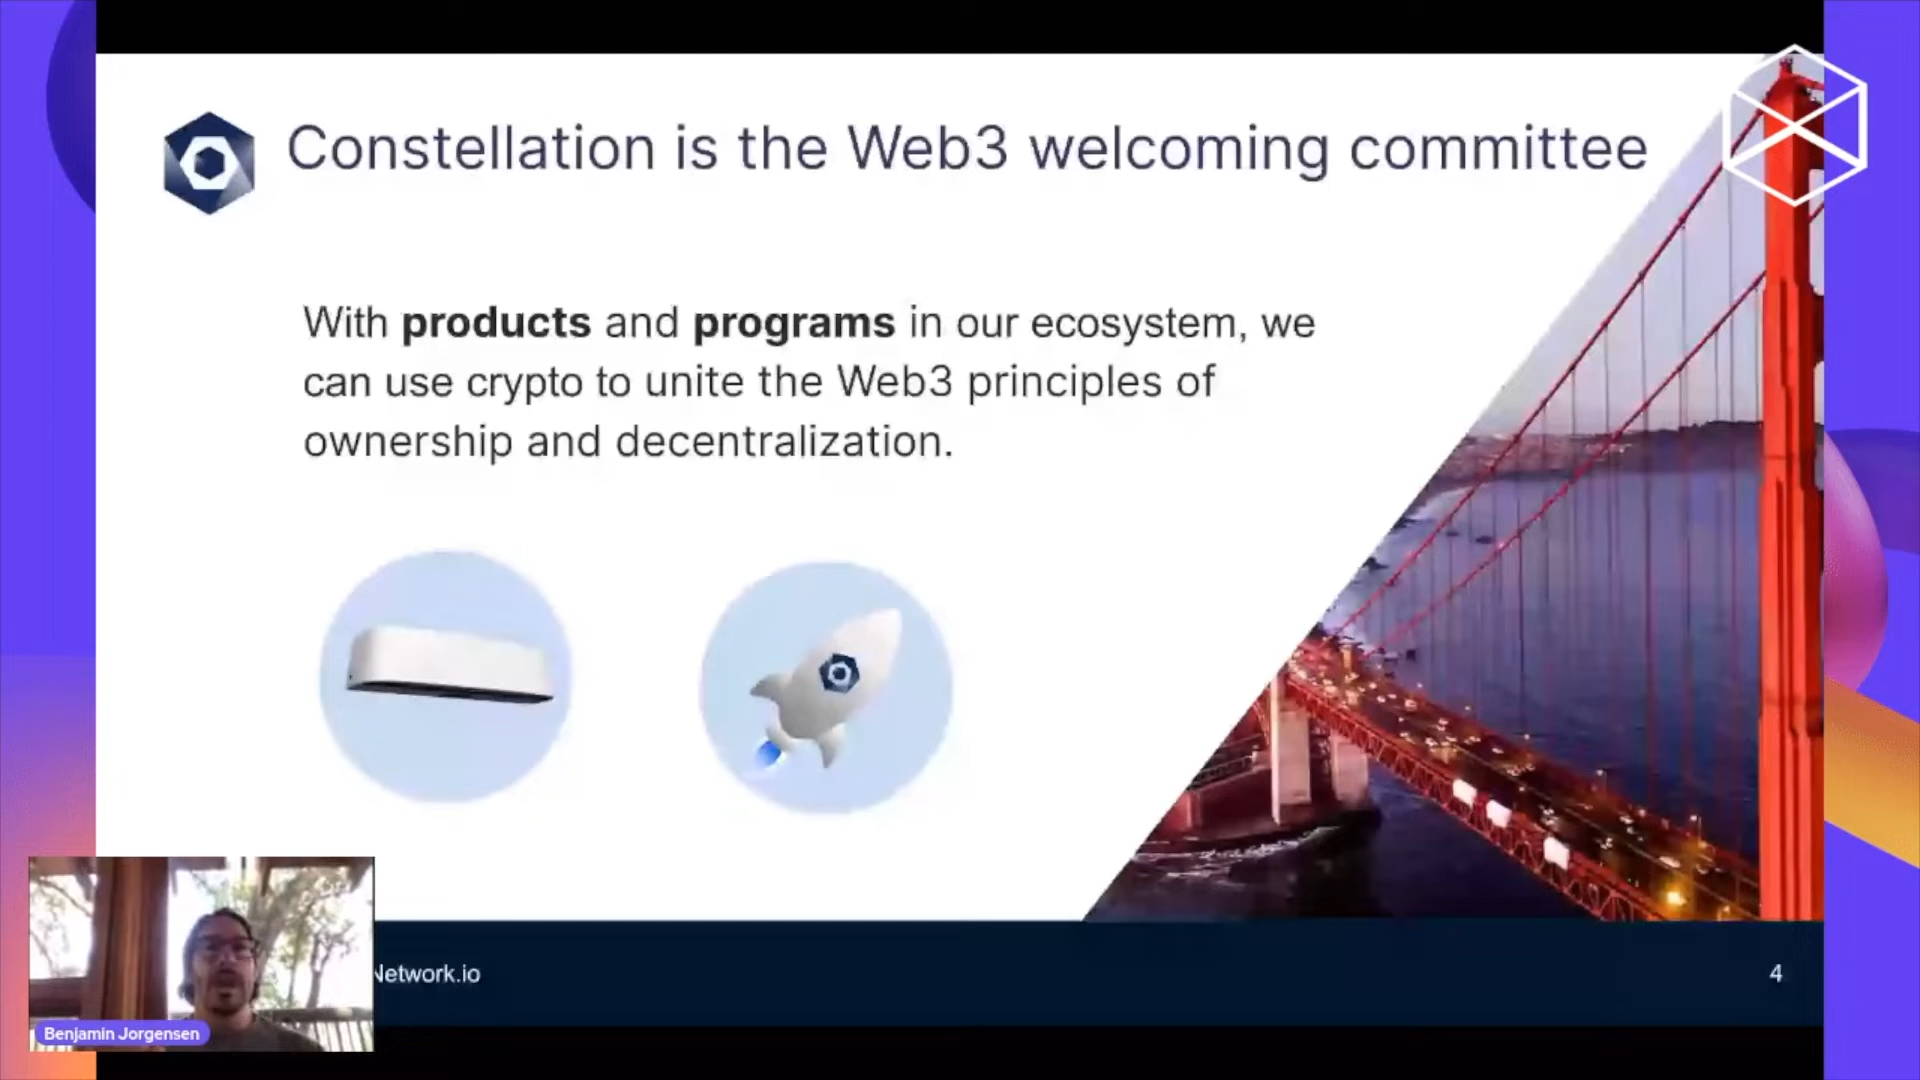 Constellation is the Web3 welcoming committee
With products and programs in our ecosystem, we
can use crypto to unite the Web3 principles of
ownership and decentralization.
Network.io
4
Benjamin Jorgensen